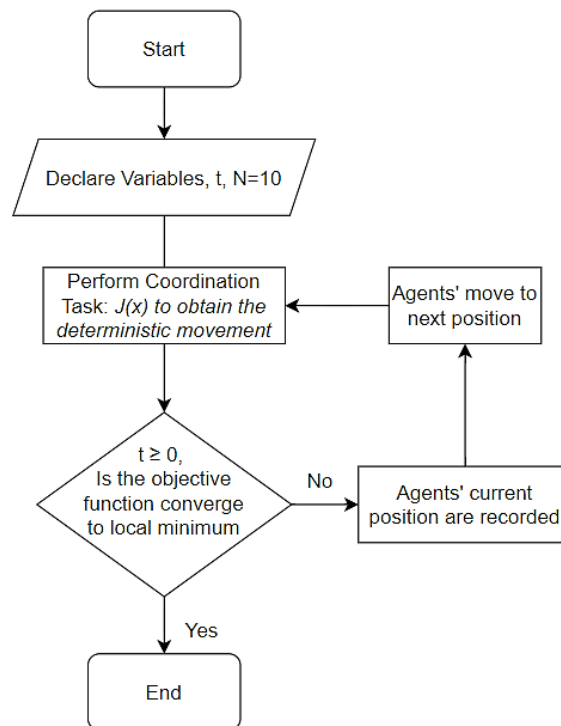 Start
Declare Variables, t, N=10
Perform Coordination
Task: J(x) to obtain the
deterministic movement
Agents' move to
next position
t ≥ 0,
Is the objective
function converge
to local minimum
No
Agents' current
position are recorded
Yes
End